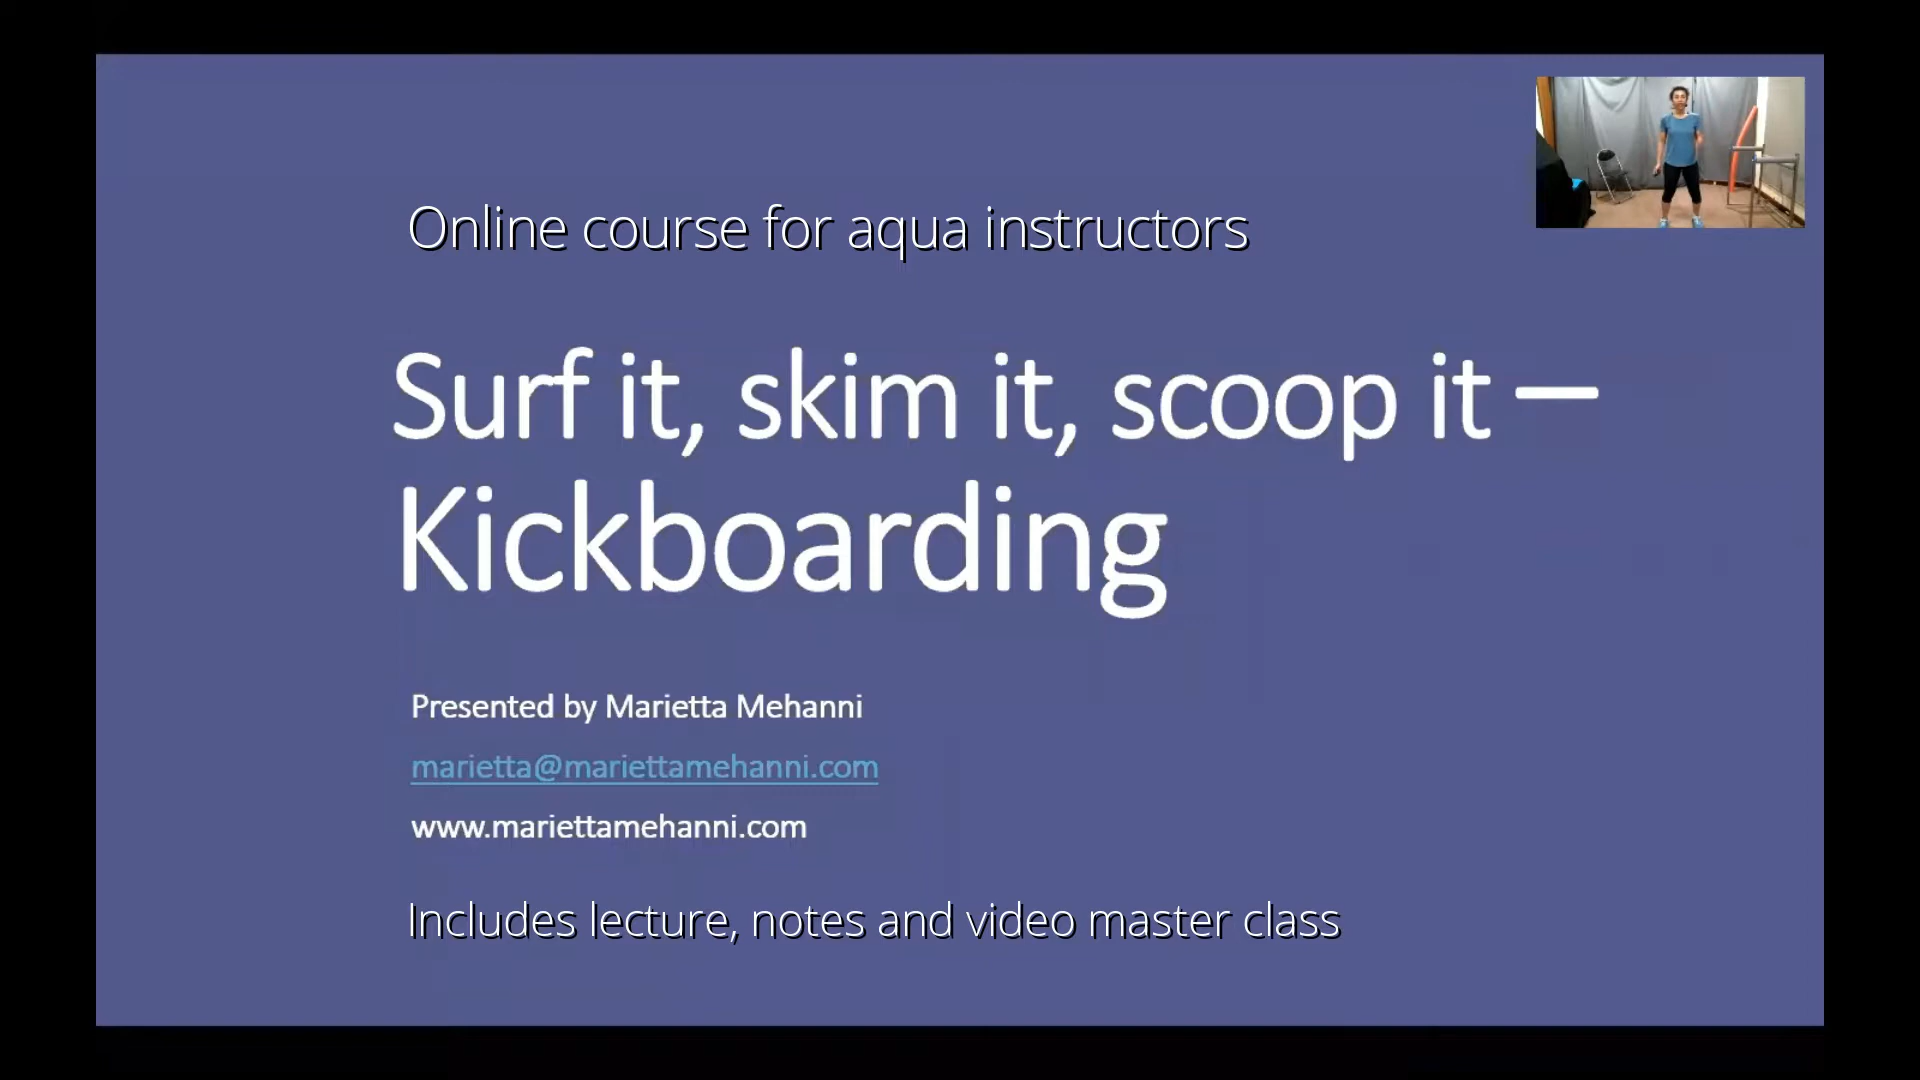 Online course for aqua instructors
Surf it, skim it, scoop it –
Kickboarding
Presented by Marietta Mehanni
marietta@mariettamehanni.com
www.mariettamehanni.com
Includes lecture, notes and video master class